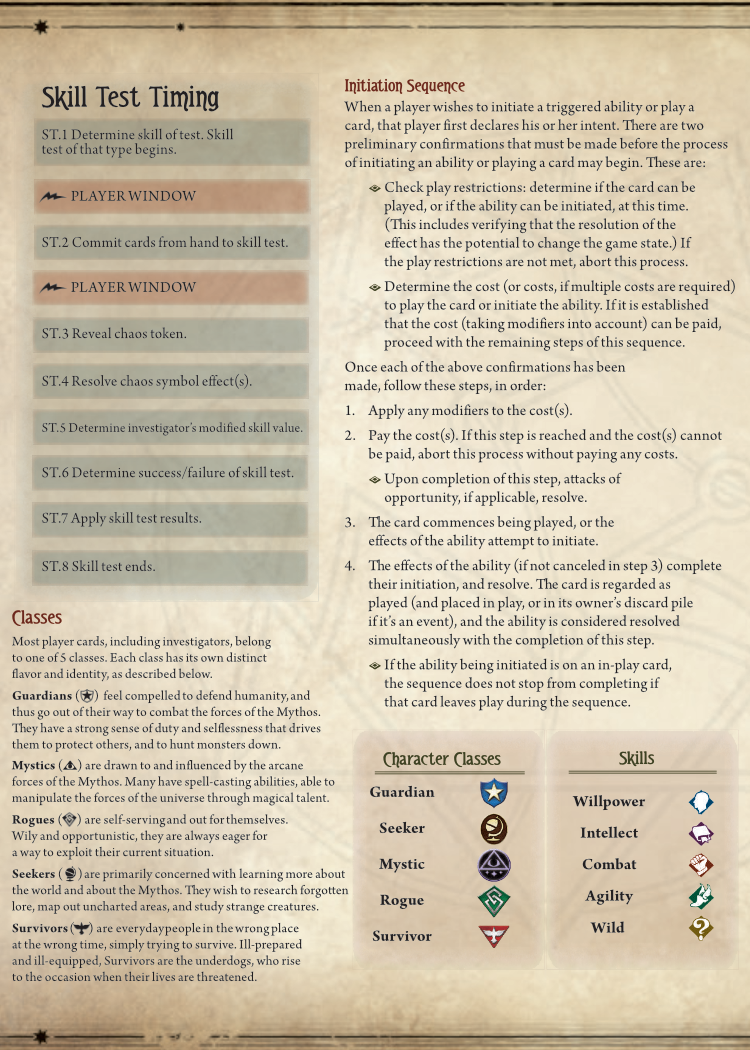 Skill Test Timing
ST.1 Determine skill of test. Skill
test of that type begins.
PLAYER WINDOW
ST.2 Commit cards from hand to skill test.
PLAYER WINDOW
ST.3 Reveal chaos token.
ST.4 Resolve chaos symbol effect(s).
ST.5 Determine investigator's modified skill value.
ST.6 Determine success/failure of skill test.
ST.7 Apply skill test results.
ST.8 Skill test ends.
Classes
Most player cards, including investigators, belong
to one of 5 classes. Each class has its own distinct
flavor and identity, as described below.
Guardians ( ) feel compelled to defend humanity, and
thus go out of their way to combat the forces of the Mythos.
They have a strong sense of duty and selflessness that drives
them to protect others, and to hunt monsters down.
Mystics ( ) are drawn to and influenced by the arcane
forces of the Mythos. Many have spell-casting abilities, able to
manipulate the forces of the universe through magical talent.
Rogues ( ) are self-serving and out for themselves.
Wily and opportunistic, they are always eager for
a way to exploit their current situation.
Seekers ( ) are primarily concerned with learning more about
the world and about the Mythos. They wish to research forgotten
lore, map out uncharted areas, and study strange creatures.
Survivors ( ) are everyday people in the wrong place
at the wrong time, simply trying to survive. Ill-prepared
and ill-equipped, Survivors are the underdogs, who rise
to the occasion when their lives are threatened.
Initiation Sequence
When a player wishes to initiate a triggered ability or play a
card, that player first declares his or her intent. There are two
preliminary confirmations that must be made before the process
of initiating an ability or playing a card may begin. These are:
Check play restrictions: determine if the card can be
played, or if the ability can be initiated, at this time.
(This includes verifying that the resolution of the
effect has the potential to change the game state.) If
the play restrictions are not met, abort this process.
Determine the cost (or costs, if multiple costs are required)
to play the card or initiate the ability. If it is established
that the cost (taking modifiers into account) can be paid,
proceed with the remaining steps of this sequence.
Once each of the above confirmations has been
made, follow these steps, in order:
1. Apply any modifiers to the cost(s).
2. Pay the cost(s). If this step is reached and the cost(s) cannot
be paid, abort this process without paying any costs.
Upon completion of this step, attacks of
opportunity, if applicable, resolve.
3. The card commences being played, or the
effects of the ability attempt to initiate.
4. The effects of the ability (if not canceled in step 3) complete
their initiation, and resolve. The card is regarded as
played (and placed in play, or in its owner's discard pile
if it's an event), and the ability is considered resolved
simultaneously with the completion of this step.
If the ability being initiated is on an in-play card,
the sequence does not stop from completing if
that card leaves play during the sequence.
Character Classes
Guardian
Seeker
Mystic
Rogue
Survivor
Skills
Willpower
Intellect
Combat
Agility
Wild